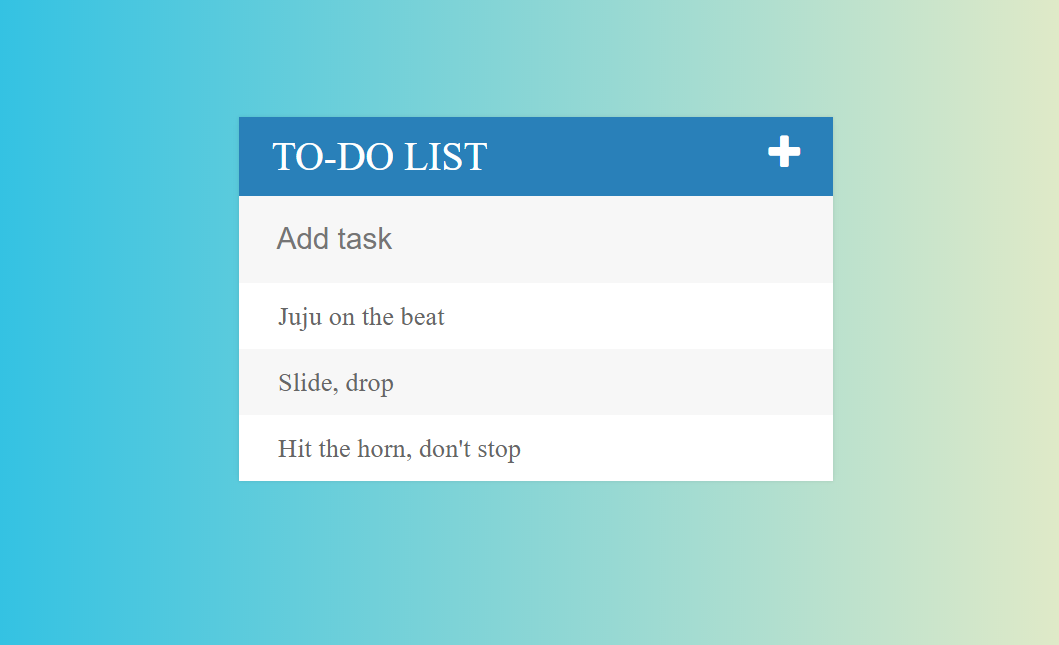 TO-DO LIST
Add task
Juju on the beat
Slide, drop
Hit the horn, don't stop